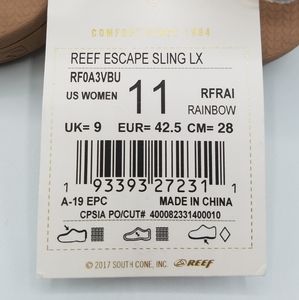 COMFORT SINCE 1984
REEF ESCAPE SLING LX
RF0A3VBU
US WOMEN 11 RFRAI
RAINBOW
UK= 9 EUR= 42.5 CM= 28
1 93393 27231 1
A-19 EPC MADE IN CHINA
CPSIA PO/CUT# 400082331400010
© 2017 SOUTH CONE, INC. REEF